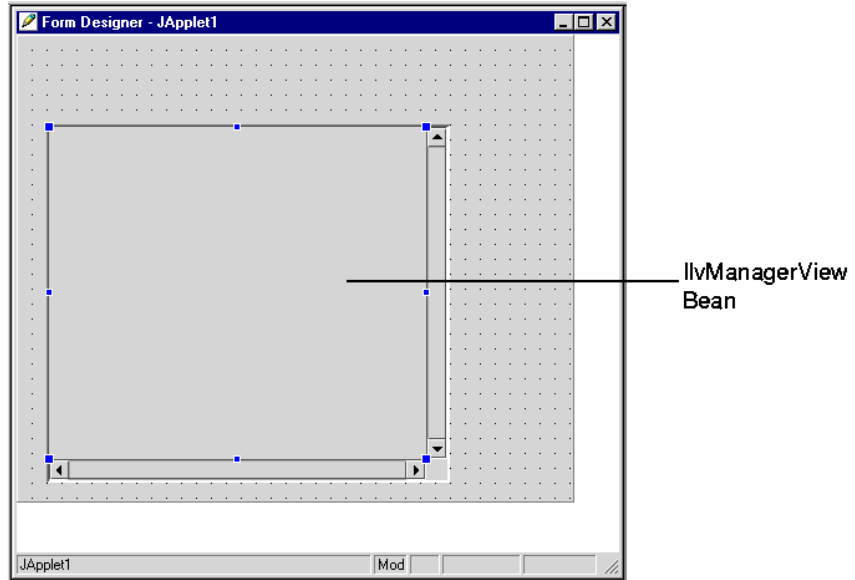 Form Designer - JApplet1
IlvManagerView
Bean
JApplet1
Mod